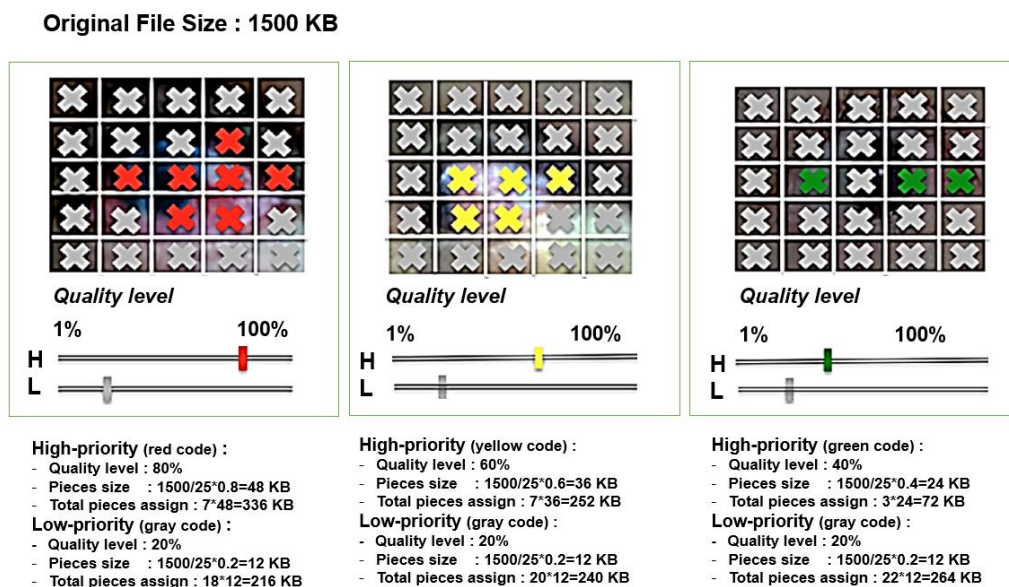 Original File Size : 1500 KB
Quality level
1% 100%
H
L
High-priority (red code) :
- Quality level : 80%
- Pieces size : 1500/25*0.8=48 KB
- Total pieces assign : 7*48=336 KB
Low-priority (gray code) :
- Quality level : 20%
- Pieces size : 1500/25*0.2=12 KB
- Total pieces assign : 18*12=216 KB
Quality level
1% 100%
H
L
High-priority (yellow code) :
- Quality level : 60%
- Pieces size : 1500/25*0.6=36 KB
- Total pieces assign : 7*36=252 KB
Low-priority (gray code) :
- Quality level : 20%
- Pieces size : 1500/25*0.2=12 KB
- Total pieces assign : 20*12=240 KB
Quality level
1% 100%
H
L
High-priority (green code) :
- Quality level : 40%
- Pieces size : 1500/25*0.4=24 KB
- Total pieces assign : 3*24=72 KB
Low-priority (gray code) :
- Quality level : 20%
- Pieces size : 1500/25*0.2=12 KB
- Total pieces assign : 22*12=264 KB